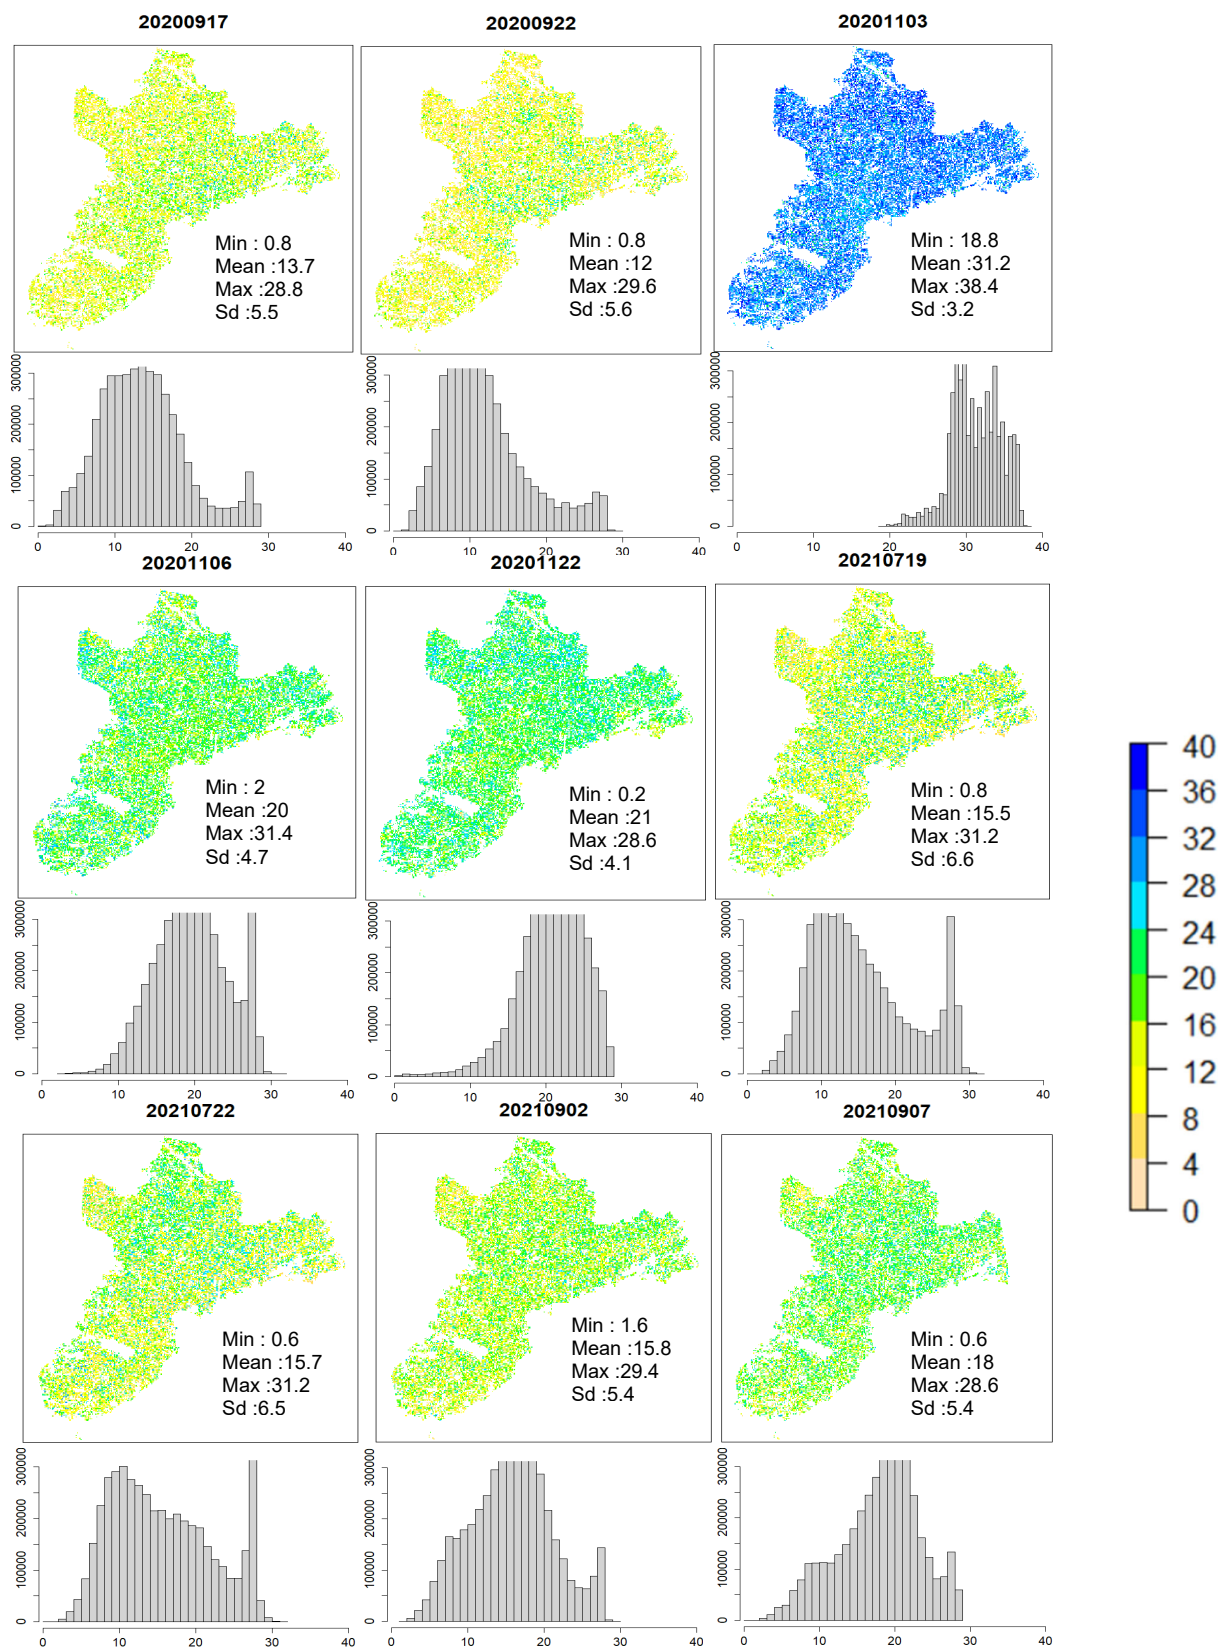 20200917
20200922
20201103
Min : 0.8
Mean :13.7
Max :28.8
Sd :5.5
Min : 0.8
Mean :12
Max :29.6
Sd :5.6
Min : 18.8
Mean :31.2
Max :38.4
Sd :3.2
0 100000 200000 300000
0 10 20 30 40
0 100000 200000 300000
0 10 20 30 40
0 100000 200000 300000
0 10 20 30 40
20201106
20201122
20210719
Min : 2
Mean :20
Max :31.4
Sd :4.7
Min : 0.2
Mean :21
Max :28.6
Sd :4.1
Min : 0.8
Mean :15.5
Max :31.2
Sd :6.6
0 100000 200000 300000
0 10 20 30 40
0 100000 200000 300000
0 10 20 30 40
0 100000 200000 300000
0 10 20 30 40
20210722
20210902
20210907
Min : 0.6
Mean :15.7
Max :31.2
Sd :6.5
Min : 1.6
Mean :15.8
Max :29.4
Sd :5.4
Min : 0.6
Mean :18
Max :28.6
Sd :5.4
0 100000 200000 300000
0 10 20 30 40
0 100000 200000 300000
0 10 20 30 40
0 100000 200000 300000
0 10 20 30 40
40
36
32
28
24
20
16
12
8
4
0